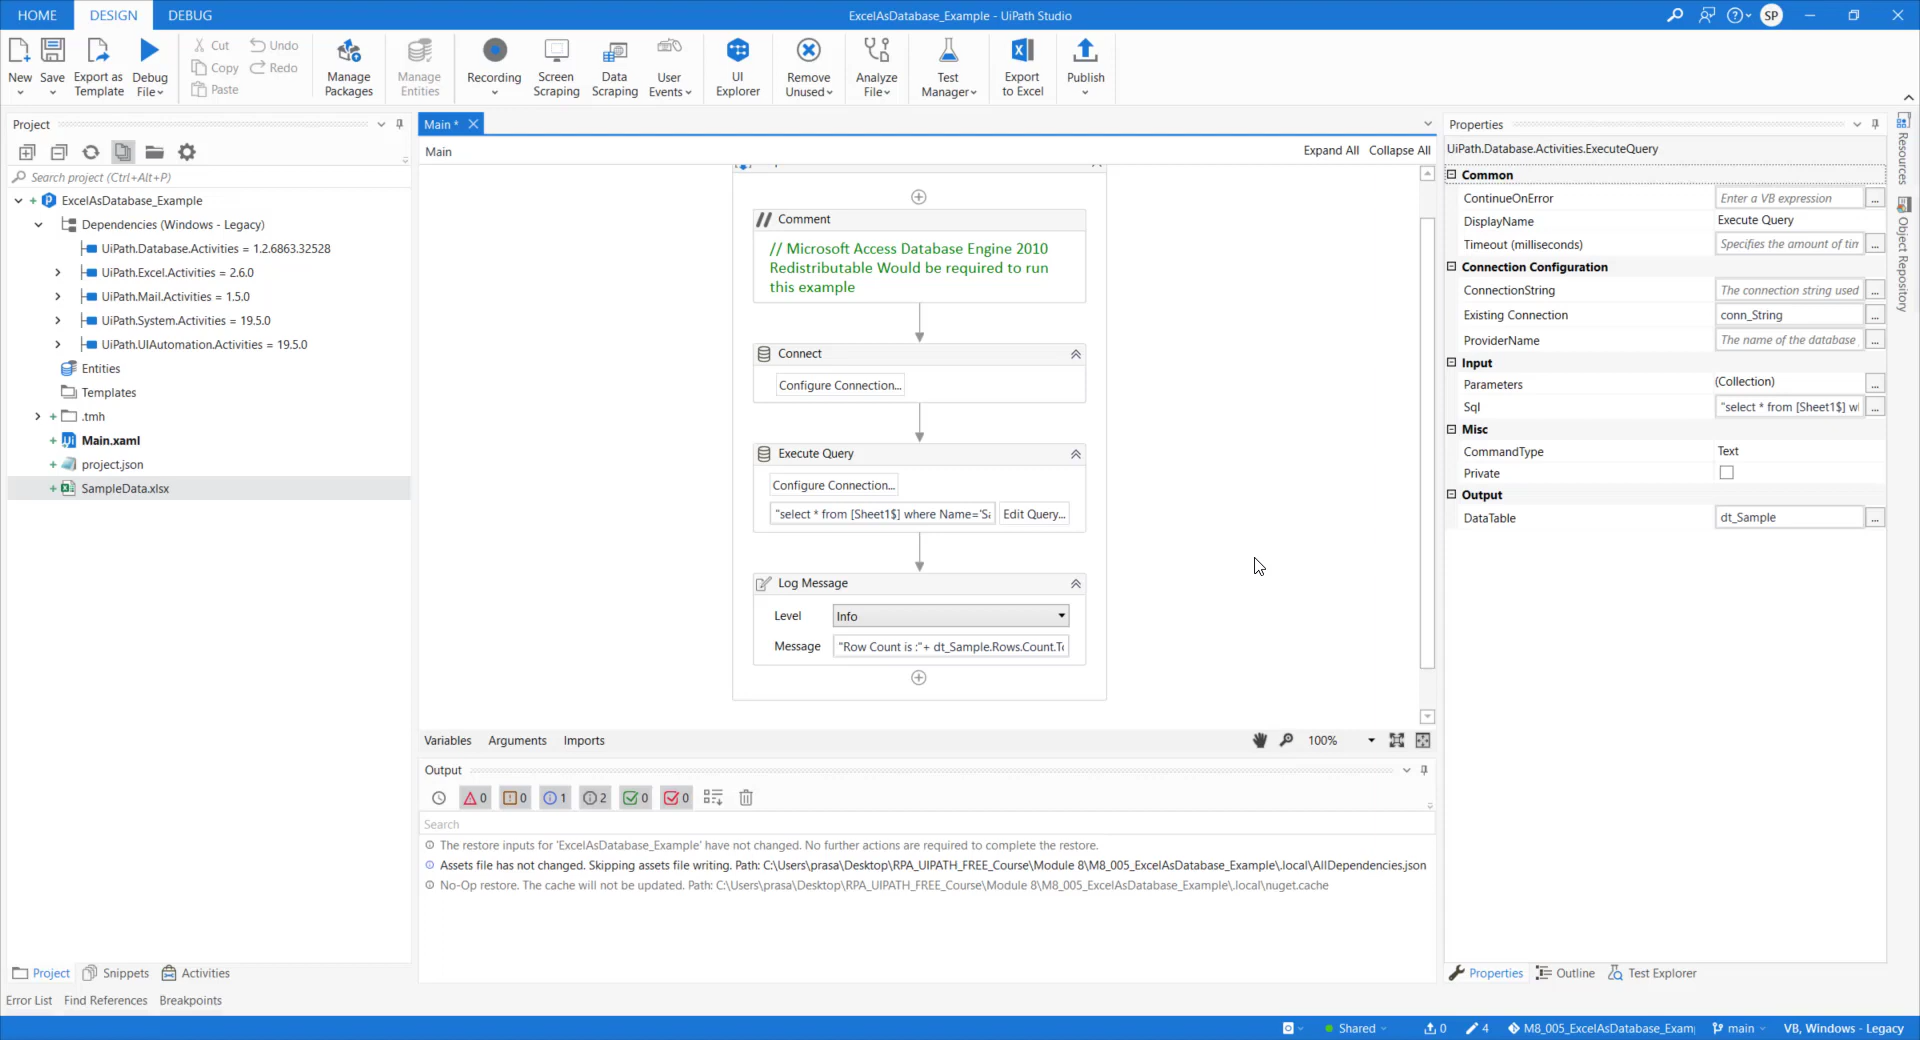 HOME DESIGN DEBUG ExcelAsDatabase_Example - UiPath Studio SP
New Save Export as Template Debug File Cut Copy Paste Undo Redo Manage Packages Manage Entities Recording Screen Scraping Data Scraping User Events UI Explorer Remove Unused Analyze File Test Manager Export to Excel Publish
Project
Search project (Ctrl+Alt+P)
ExcelAsDatabase_Example
Dependencies (Windows - Legacy)
UiPath.Database.Activities = 1.2.6863.32528
UiPath.Excel.Activities = 2.6.0
UiPath.Mail.Activities = 1.5.0
UiPath.System.Activities = 19.5.0
UiPath.UIAutomation.Activities = 19.5.0
Entities
Templates
.tmh
Main.xaml
project.json
SampleData.xlsx
Project Snippets Activities
Error List Find References Breakpoints
Main *
Main Expand All Collapse All
// Comment
// Microsoft Access Database Engine 2010
Redistributable Would be required to run
this example
Connect
Configure Connection...
Execute Query
Configure Connection...
"select * from [Sheet1$] where Name='Sa Edit Query...
Log Message
Level Info
Message "Row Count is :"+ dt_Sample.Rows.Count.To
Variables Arguments Imports 100%
Output
0 0 1 2 0 0
Search
The restore inputs for 'ExcelAsDatabase_Example' have not changed. No further actions are required to complete the restore.
Assets file has not changed. Skipping assets file writing. Path: C:\Users\prasa\Desktop\RPA_UIPATH_FREE_Course\Module 8\M8_005_ExcelAsDatabase_Example\.local\AllDependencies.json
No-Op restore. The cache will not be updated. Path: C:\Users\prasa\Desktop\RPA_UIPATH_FREE_Course\Module 8\M8_005_ExcelAsDatabase_Example\.local\nuget.cache
Properties
UiPath.Database.Activities.ExecuteQuery
Common
ContinueOnError Enter a VB expression ...
DisplayName Execute Query
Timeout (milliseconds) Specifies the amount of tim ...
Connection Configuration
ConnectionString The connection string used ...
Existing Connection conn_String ...
ProviderName The name of the database ...
Input
Parameters (Collection) ...
Sql "select * from [Sheet1$] wh ...
Misc
CommandType Text
Private
Output
DataTable dt_Sample ...
Properties Outline Test Explorer
Resources
Object Repository
Shared 0 4 M8_005_ExcelAsDatabase_Exam main VB, Windows - Legacy